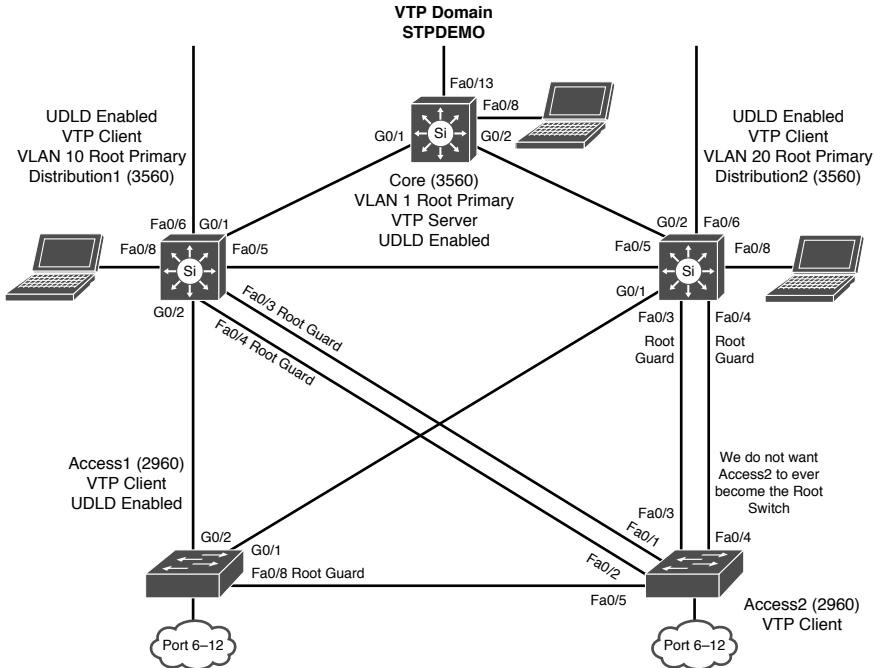 VTP Domain
STPDEMO
Fa0/13
Fa0/8
G0/1
Si
G0/2
UDLD Enabled
VTP Client
VLAN 10 Root Primary
Distribution1 (3560)
UDLD Enabled
VTP Client
VLAN 20 Root Primary
Distribution2 (3560)
Core (3560)
VLAN 1 Root Primary
VTP Server
UDLD Enabled
Fa0/6
G0/1
Fa0/8
Si
Fa0/5
G0/2
Fa0/3 Root Guard
Fa0/4 Root Guard
G0/2
Fa0/6
Fa0/5
Si
Fa0/8
G0/1
Fa0/3
Root
Guard
Fa0/4
Root
Guard
Access1 (2960)
VTP Client
UDLD Enabled
We do not want
Access2 to ever
become the Root
Switch
G0/2
G0/1
Fa0/8 Root Guard
Fa0/3
Fa0/1
Fa0/2
Fa0/4
Fa0/5
Access2 (2960)
VTP Client
Port 6–12
Port 6–12